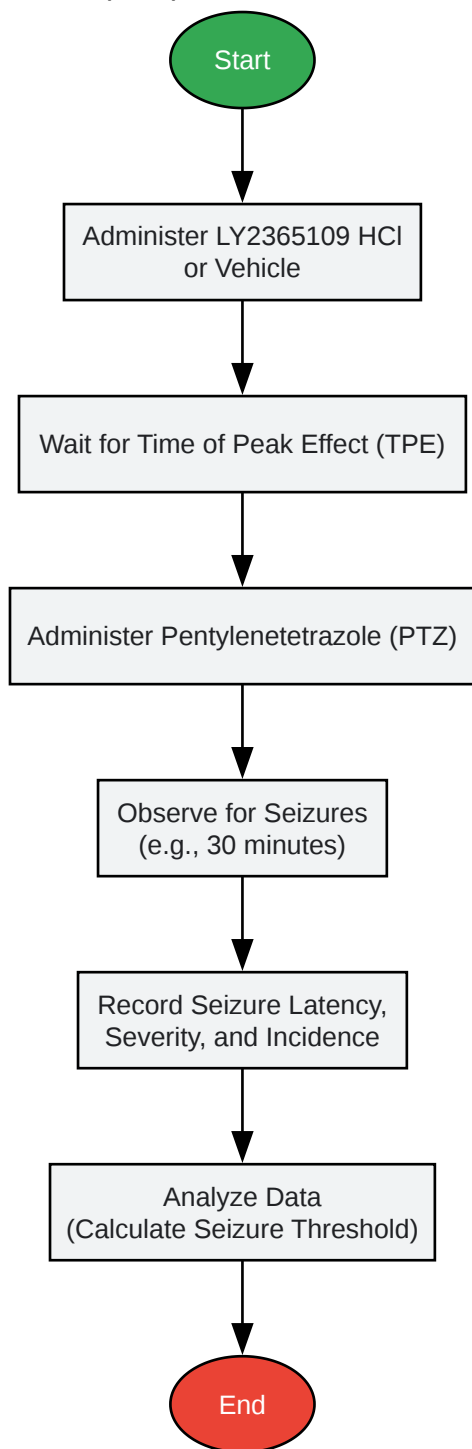 Start
Administer LY2365109 HCl
or Vehicle
Wait for Time of Peak Effect (TPE)
Administer Pentylenetetrazole (PTZ)
Observe for Seizures
(e.g., 30 minutes)
Record Seizure Latency,
Severity, and Incidence
Analyze Data
(Calculate Seizure Threshold)
End